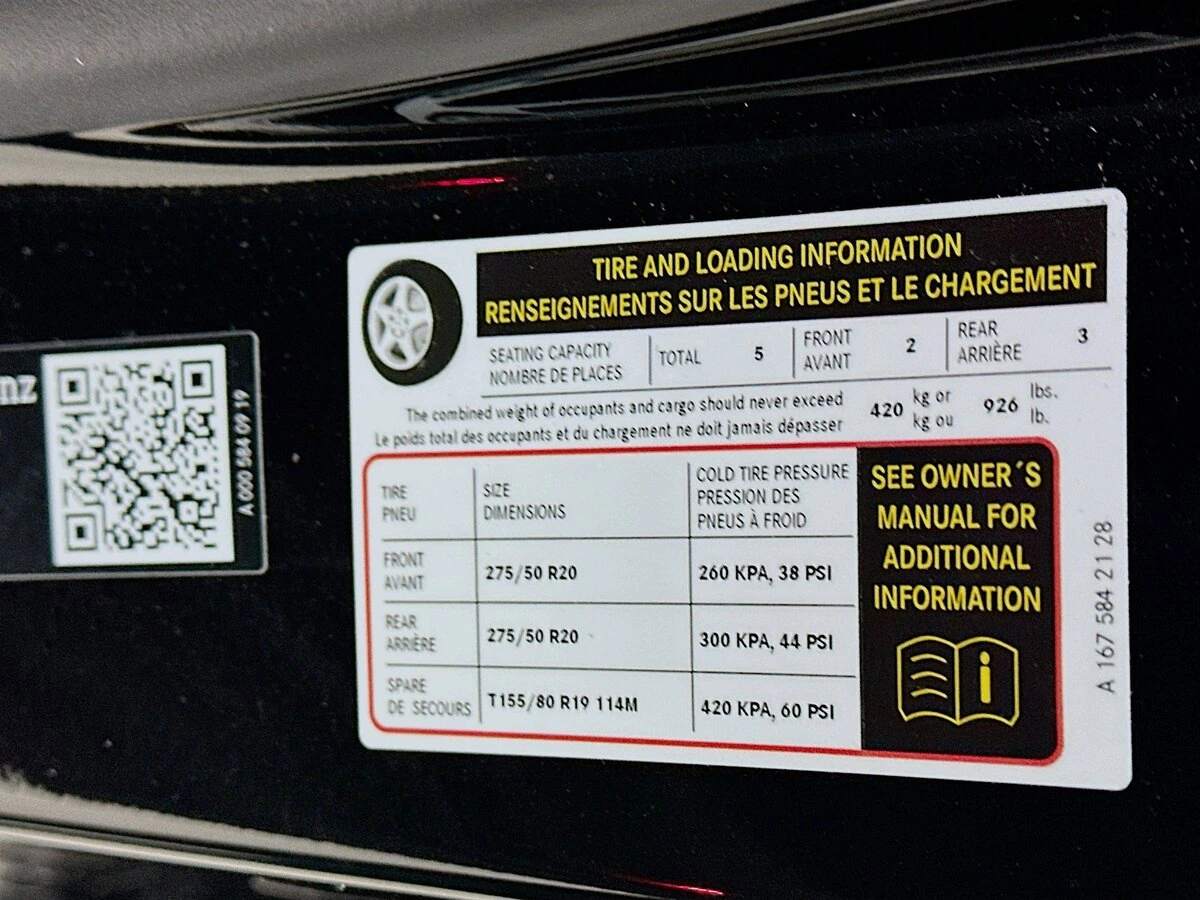 nz
A 000 584 09 19
TIRE AND LOADING INFORMATION
RENSEIGNEMENTS SUR LES PNEUS ET LE CHARGEMENT
SEATING CAPACITY
NOMBRE DE PLACES
TOTAL 5
FRONT
AVANT
2
REAR
ARRIÈRE
3
The combined weight of occupants and cargo should never exceed
Le poids total des occupants et du chargement ne doit jamais dépasser
420 kg or
kg ou
926 lbs.
lb.
TIRE
PNEU
SIZE
DIMENSIONS
COLD TIRE PRESSURE
PRESSION DES
PNEUS À FROID
FRONT
AVANT
275/50 R20
260 KPA, 38 PSI
REAR
ARRIÈRE
275/50 R20
300 KPA, 44 PSI
SPARE
DE SECOURS
T155/80 R19 114M
420 KPA, 60 PSI
SEE OWNER´S
MANUAL FOR
ADDITIONAL
INFORMATION
i
A 167 584 21 28